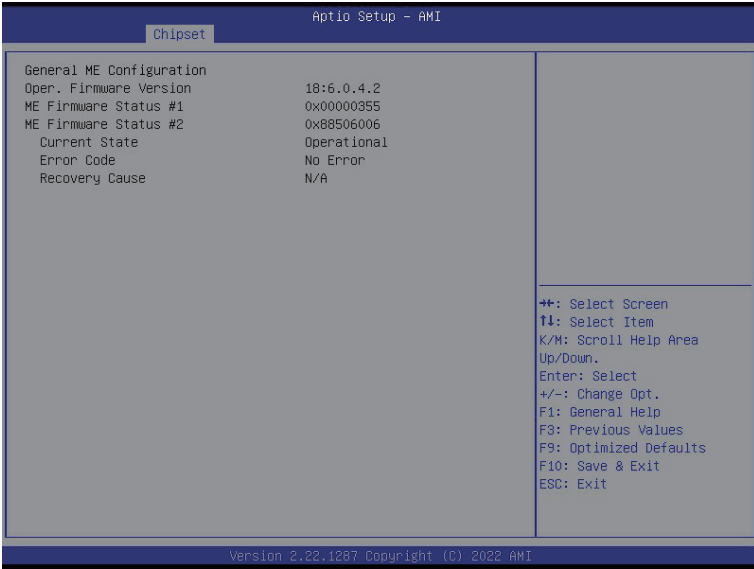 Aptio Setup - AMI
Chipset
General ME Configuration
Oper. Firmware Version 18:6.0.4.2
ME Firmware Status #1 0x00000355
ME Firmware Status #2 0x88506006
Current State Operational
Error Code No Error
Recovery Cause N/A
→←: Select Screen
↑↓: Select Item
K/M: Scroll Help Area
Up/Down.
Enter: Select
+/-: Change Opt.
F1: General Help
F3: Previous Values
F9: Optimized Defaults
F10: Save & Exit
ESC: Exit
Version 2.22.1287 Copyright (C) 2022 AMI